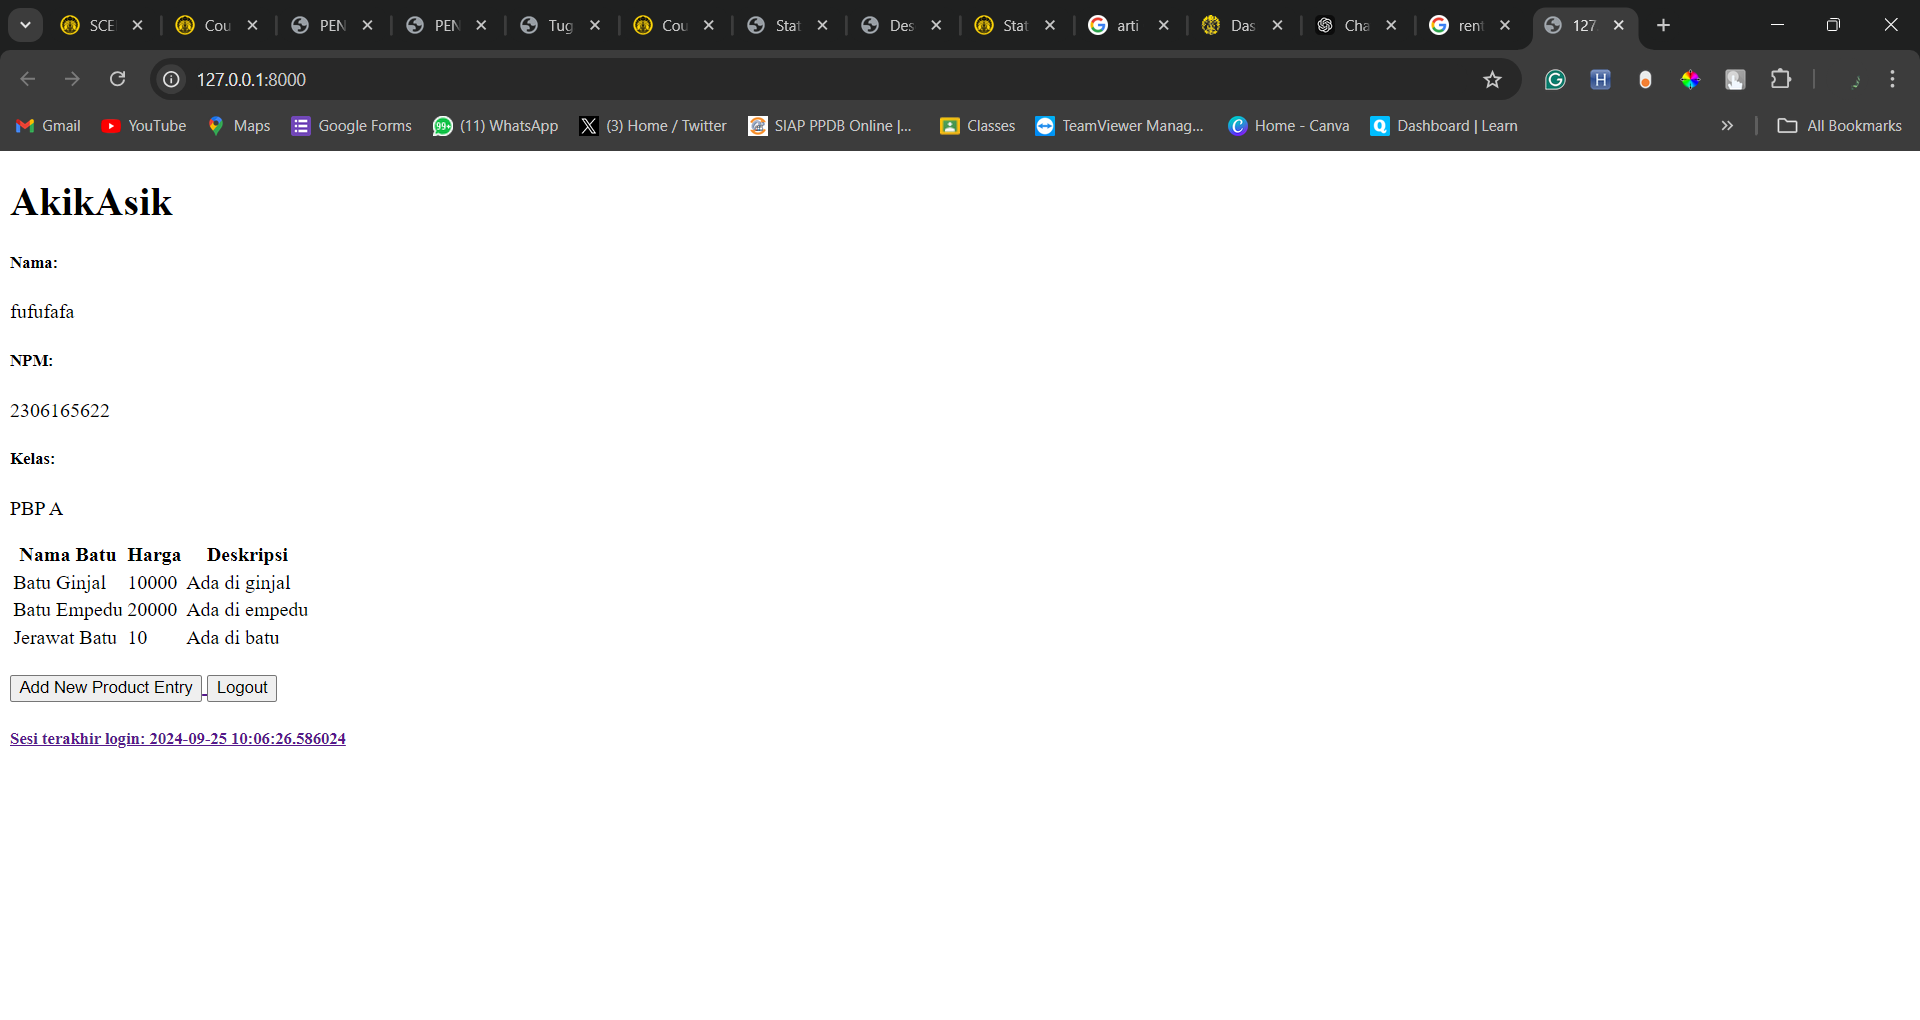 SCE
Cou
PEN
PEN
Tug
Cou
Stat
Des
Stat
arti
Das
Cha
ren
127
127.0.0.1:8000
Gmail
YouTube
Maps
Google Forms
99+
(11) WhatsApp
(3) Home / Twitter
SIAP PPDB Online |...
Classes
TeamViewer Manag...
Home - Canva
Dashboard | Learn
All Bookmarks
AkikAsik
Nama:
fufufafa
NPM:
2306165622
Kelas:
PBP A
Nama Batu Harga Deskripsi
Batu Ginjal 10000 Ada di ginjal
Batu Empedu 20000 Ada di empedu
Jerawat Batu 10 Ada di batu
Add New Product Entry Logout
Sesi terakhir login: 2024-09-25 10:06:26.586024